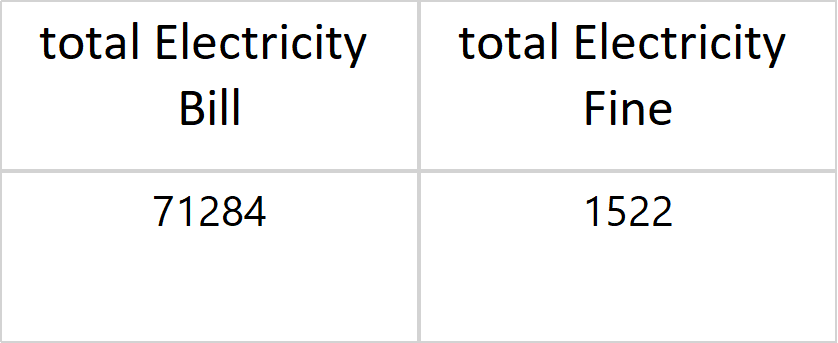 total Electricity
Bill
total Electricity
Fine
71284
1522